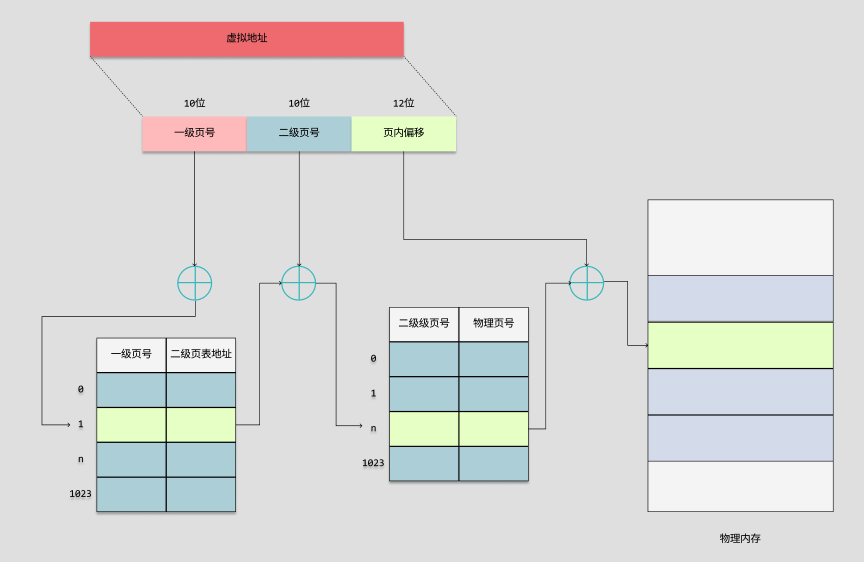 虚拟地址
10位
10位
12位
一级页号
二级页号
页内偏移
一级页号
二级页表地址
0
1
n
1023
二级级页号
物理页号
0
1
n
1023
物理内存